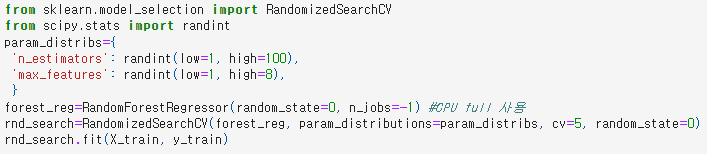 from sklearn.model_selection import RandomizedSearchCV
from scipy.stats import randint
param_distribs={
'n_estimators': randint(low=1, high=100),
'max_features': randint(low=1, high=8),
}
forest_reg=RandomForestRegressor(random_state=0, n_jobs=-1) #CPU full 사용
rnd_search=RandomizedSearchCV(forest_reg, param_distributions=param_distribs, cv=5, random_state=0)
rnd_search.fit(X_train, y_train)